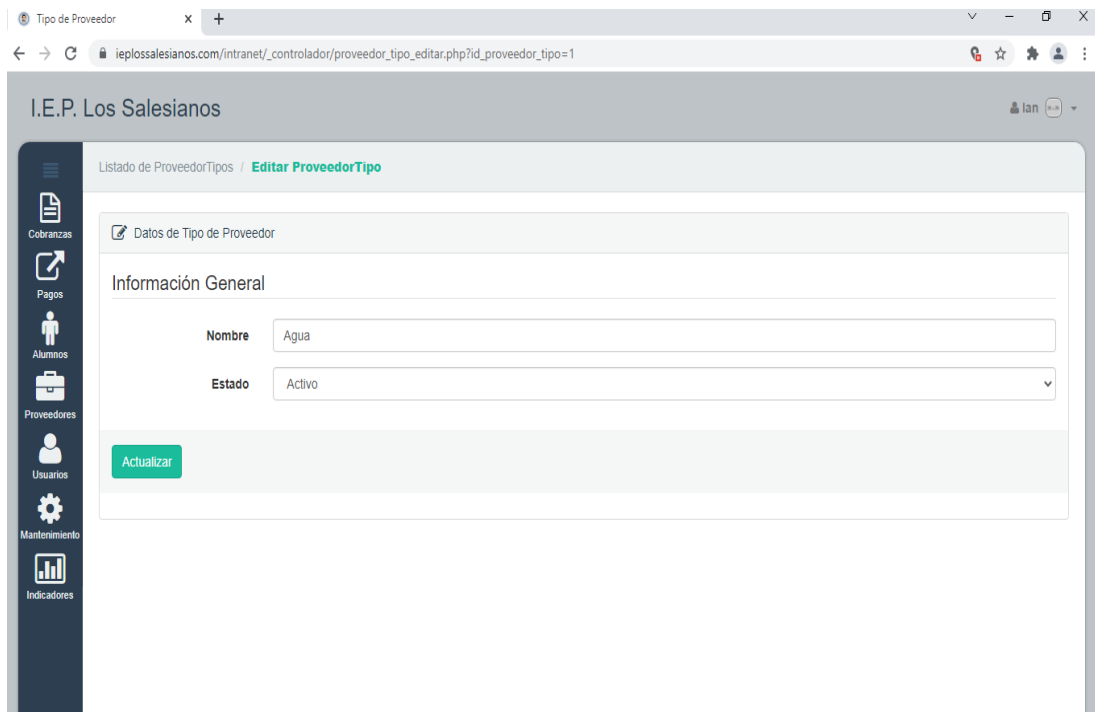 Tipo de Proveedor
ieplossalesianos.com/intranet/_controlador/proveedor_tipo_editar.php?id_proveedor_tipo=1
I.E.P. Los Salesianos
Ian
Listado de ProveedorTipos / Editar ProveedorTipo
Cobranzas
Pagos
Alumnos
Proveedores
Usuarios
Mantenimiento
Indicadores
Datos de Tipo de Proveedor
Información General
Nombre
Agua
Estado
Activo
Actualizar